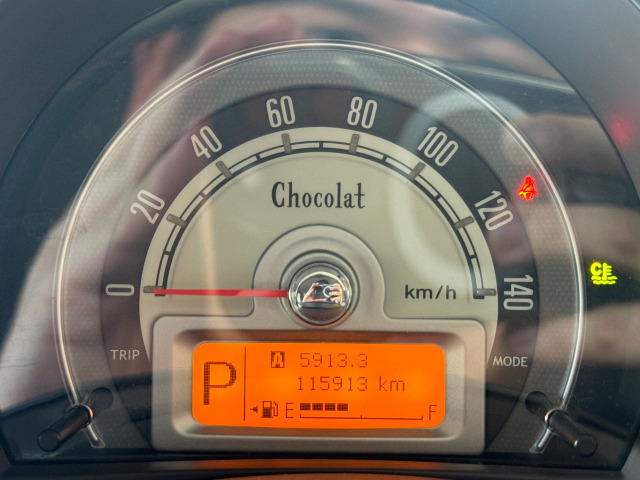 0
20
40
60
80
100
120
140
Chocolat
km/h
TRIP
MODE
P
A 5913.3
115913 km
E F